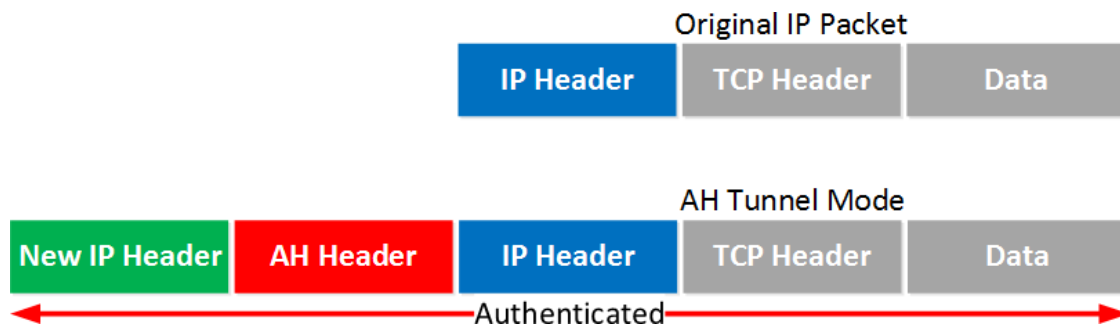 Original IP Packet
IP Header TCP Header Data
AH Tunnel Mode
New IP Header AH Header IP Header TCP Header Data
Authenticated